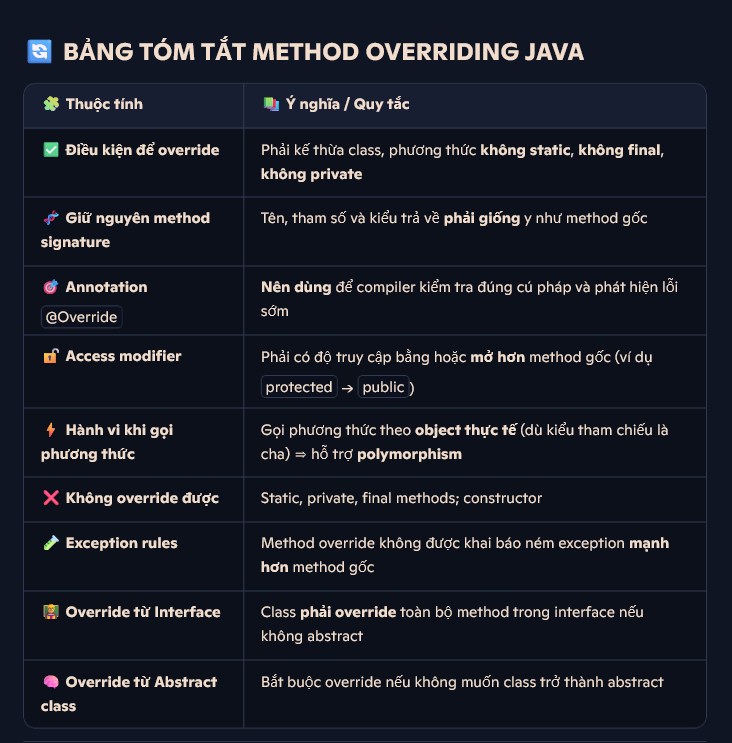 BẢNG TÓM TẮT METHOD OVERRIDING JAVA
Thuộc tính
Ý nghĩa / Quy tắc
Điều kiện để override
Phải kế thừa class, phương thức không static, không final,
không private
Giữ nguyên method
signature
Tên, tham số và kiểu trả về phải giống y như method gốc
Annotation
@Override
Nên dùng để compiler kiểm tra đúng cú pháp và phát hiện lỗi
sớm
Access modifier
Phải có độ truy cập bằng hoặc mở hơn method gốc (ví dụ
protected → public)
Hành vi khi gọi
phương thức
Gọi phương thức theo object thực tế (dù kiểu tham chiếu là
cha) ⇒ hỗ trợ polymorphism
Không override được
Static, private, final methods; constructor
Exception rules
Method override không được khai báo ném exception mạnh
hơn method gốc
Override từ Interface
Class phải override toàn bộ method trong interface nếu
không abstract
Override từ Abstract
class
Bắt buộc override nếu không muốn class trở thành abstract